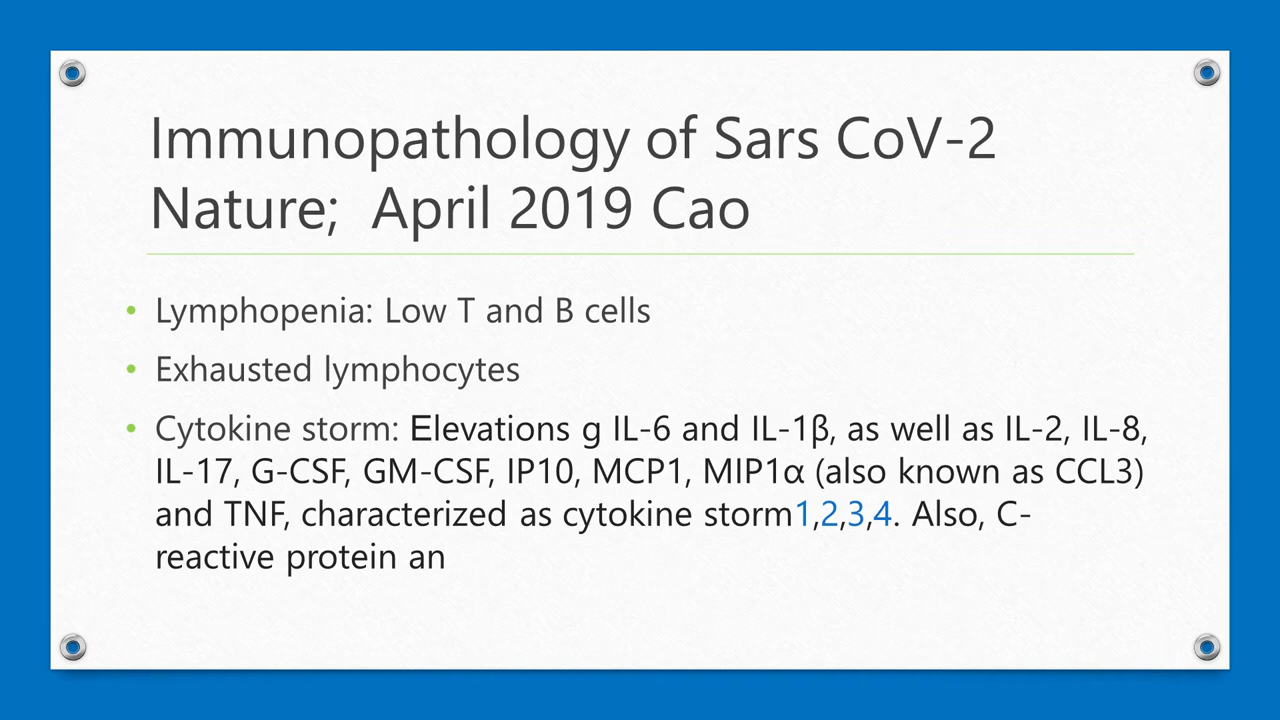 Immunopathology of Sars CoV-2
Nature;  April 2019 Cao
• Lymphopenia: Low T and B cells
• Exhausted lymphocytes
• Cytokine storm: Elevations g IL-6 and IL-1β, as well as IL-2, IL-8,
IL-17, G-CSF, GM-CSF, IP10, MCP1, MIP1α (also known as CCL3)
and TNF, characterized as cytokine storm1,2,3,4. Also, C-
reactive protein an